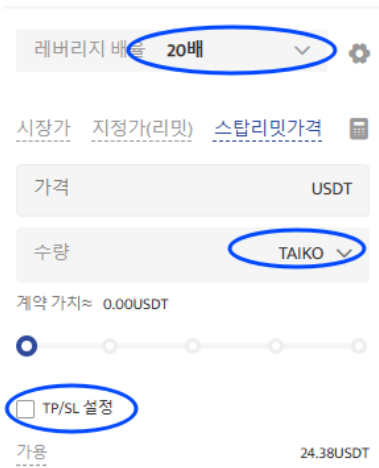 레버리지 배율 20배
시장가 지정가(리밋) 스탑리밋가격
가격 USDT
수량 TAIKO
계약 가치≈ 0.00USDT
TP/SL 설정
가용 24.38USDT